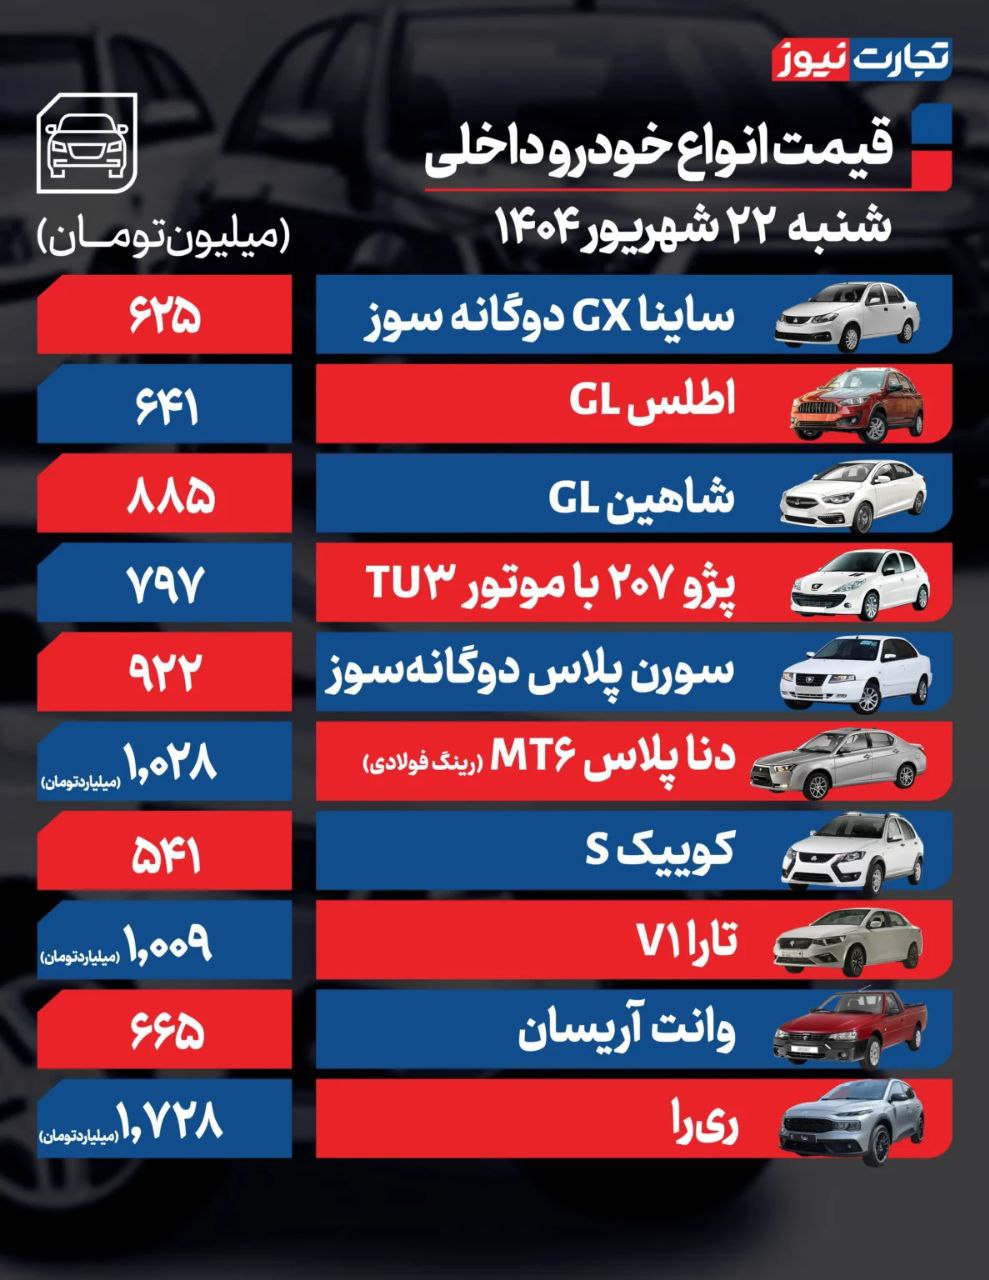 تجارت نیوز
قیمت انواع خودرو داخلی
شنبه ۲۲ شهریور ۱۴۰۴
(میلیون تومــان)
ساینا GX دوگانه سوز ۶۲۵
اطلس GL ۶۴۱
شاهین GL ۸۸۵
پژو ۲۰۷ با موتور TU۳ ۷۹۷
سورن پلاس دوگانه‌سوز ۹۲۲
دنا پلاس MT۶ (رینگ فولادی) ۱,۰۲۸ (میلیاردتومان)
کوییک S ۵۴۱
تارا V۱ ۱,۰۰۹ (میلیاردتومان)
وانت آریسان ۶۶۵
ری‌را ۱,۷۲۸ (میلیاردتومان)